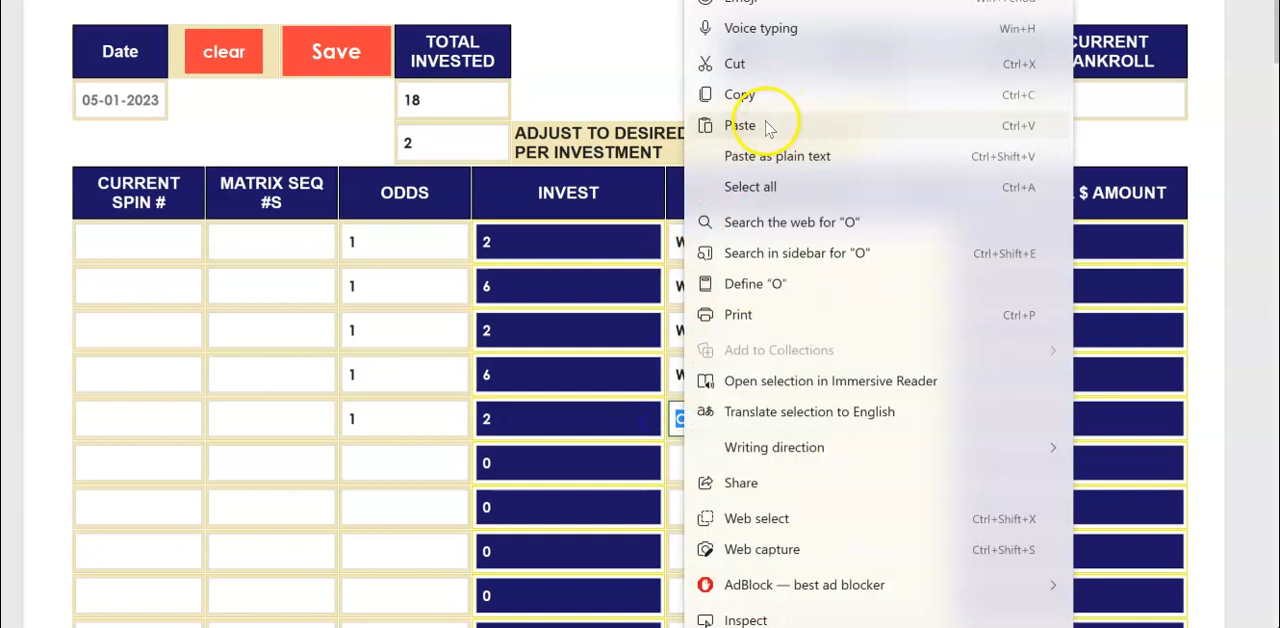 Win+Period
Date
clear
Save
TOTAL
INVESTED
Voice typing Win+H
CURRENT
BANKROLL
Cut Ctrl+X
05-01-2023
18
Copy Ctrl+C
2
ADJUST TO DESIRED
PER INVESTMENT
Paste Ctrl+V
Paste as plain text Ctrl+Shift+V
CURRENT
SPIN #
MATRIX SEQ
#S
ODDS
INVEST
Select all Ctrl+A
$ AMOUNT
Search the web for "O"
1 2 W
Search in sidebar for "O" Ctrl+Shift+E
Define "O"
1 6 W
Print Ctrl+P
1 2 W
Add to Collections
1 6 W
Open selection in Immersive Reader
Translate selection to English
1 2
Writing direction
0
Share
0
Web select Ctrl+Shift+X
Web capture Ctrl+Shift+S
0
AdBlock — best ad blocker
0
Inspect